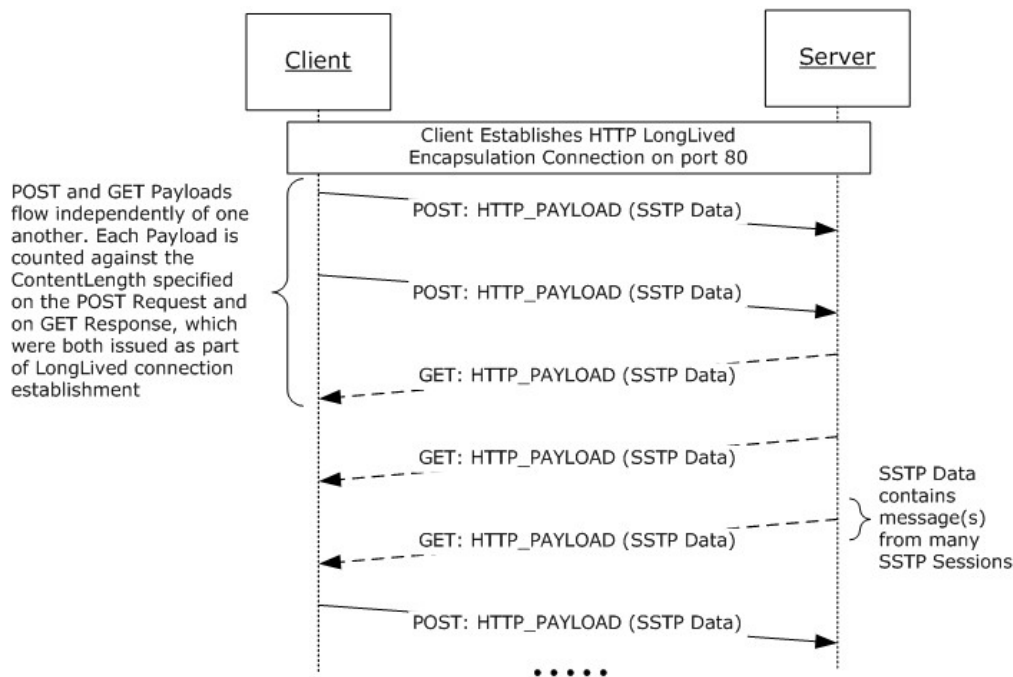 Client
Server
Client Establishes HTTP LongLived
Encapsulation Connection on port 80
POST and GET Payloads
flow independently of one
another. Each Payload is
counted against the
ContentLength specified
on the POST Request and
on GET Response, which
were both issued as part
of LongLived connection
establishment
POST: HTTP_PAYLOAD (SSTP Data)
POST: HTTP_PAYLOAD (SSTP Data)
GET: HTTP_PAYLOAD (SSTP Data)
GET: HTTP_PAYLOAD (SSTP Data)
GET: HTTP_PAYLOAD (SSTP Data)
SSTP Data
contains
message(s)
from many
SSTP Sessions
POST: HTTP_PAYLOAD (SSTP Data)